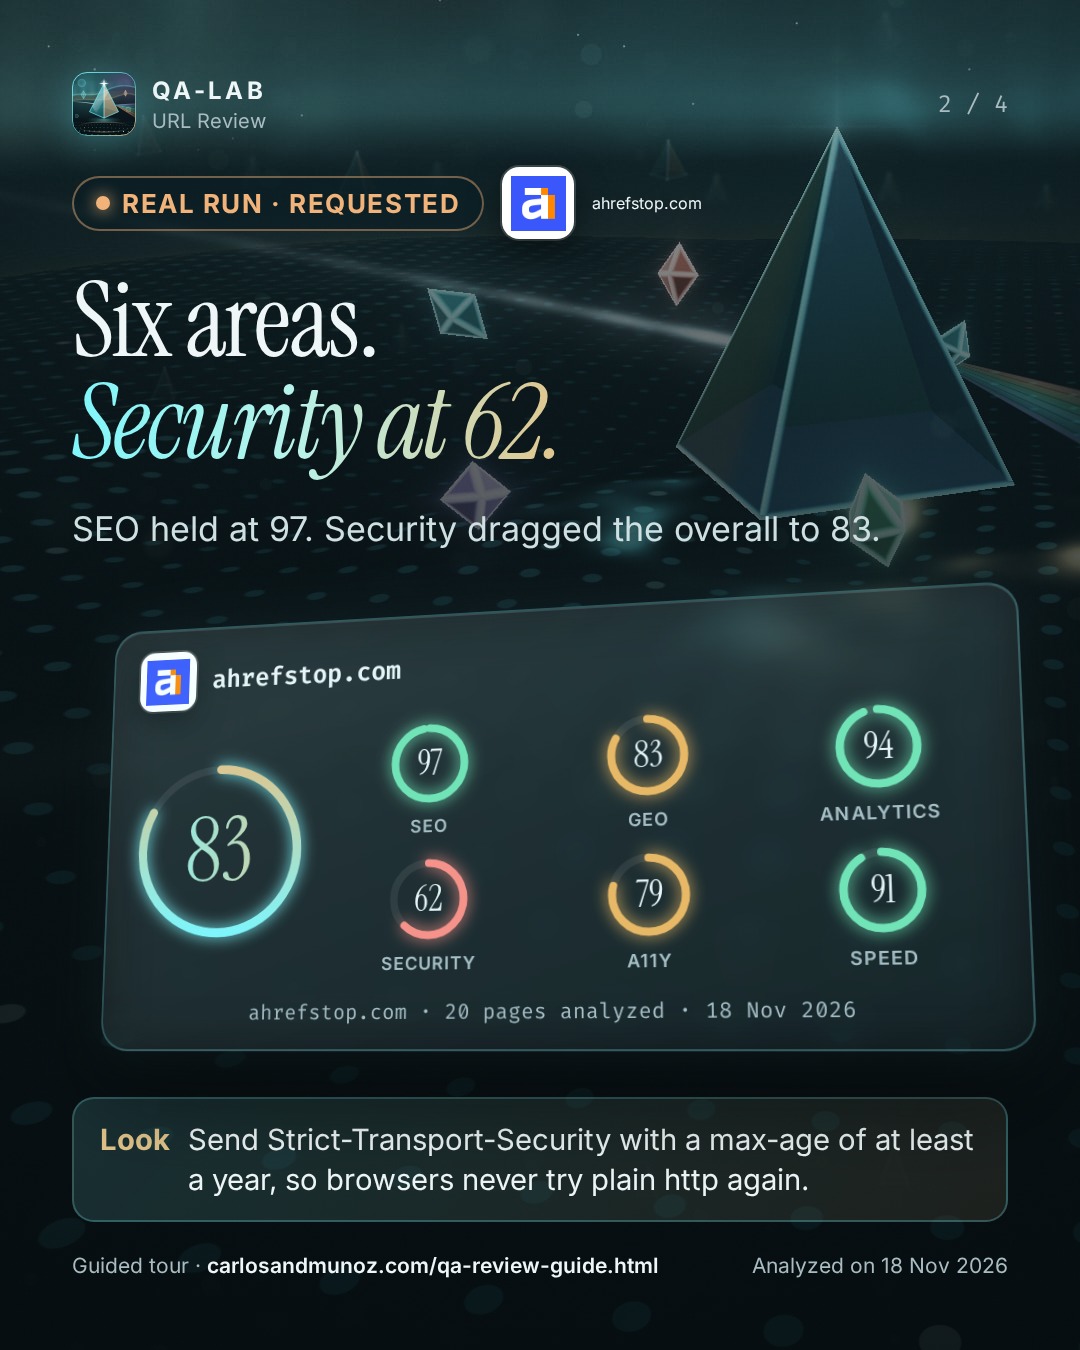 QA-LAB
URL Review
2 / 4
REAL RUN · REQUESTED
a
ahrefstop.com
Six areas.
Security at 62.
SEO held at 97. Security dragged the overall to 83.
a
ahrefstop.com
83
97
SEO
83
GEO
94
ANALYTICS
62
SECURITY
79
A11Y
91
SPEED
ahrefstop.com · 20 pages analyzed · 18 Nov 2026
Look Send Strict-Transport-Security with a max-age of at least
a year, so browsers never try plain http again.
Guided tour · carlosandmunoz.com/qa-review-guide.html
Analyzed on 18 Nov 2026